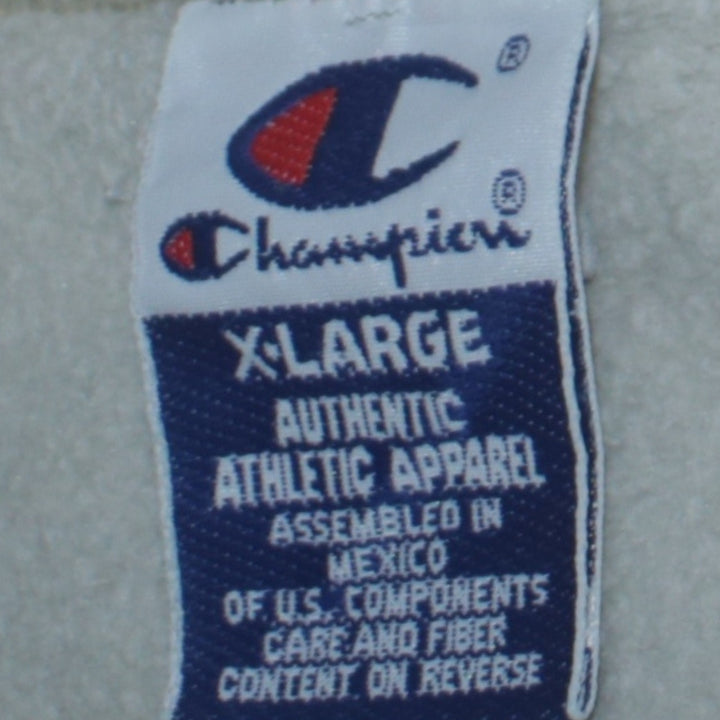 ®
®
Champion
X-LARGE
AUTHENTIC
ATHLETIC APPAREL
ASSEMBLED IN
MEXICO
OF U.S. COMPONENTS
CARE AND FIBER
CONTENT ON REVERSE